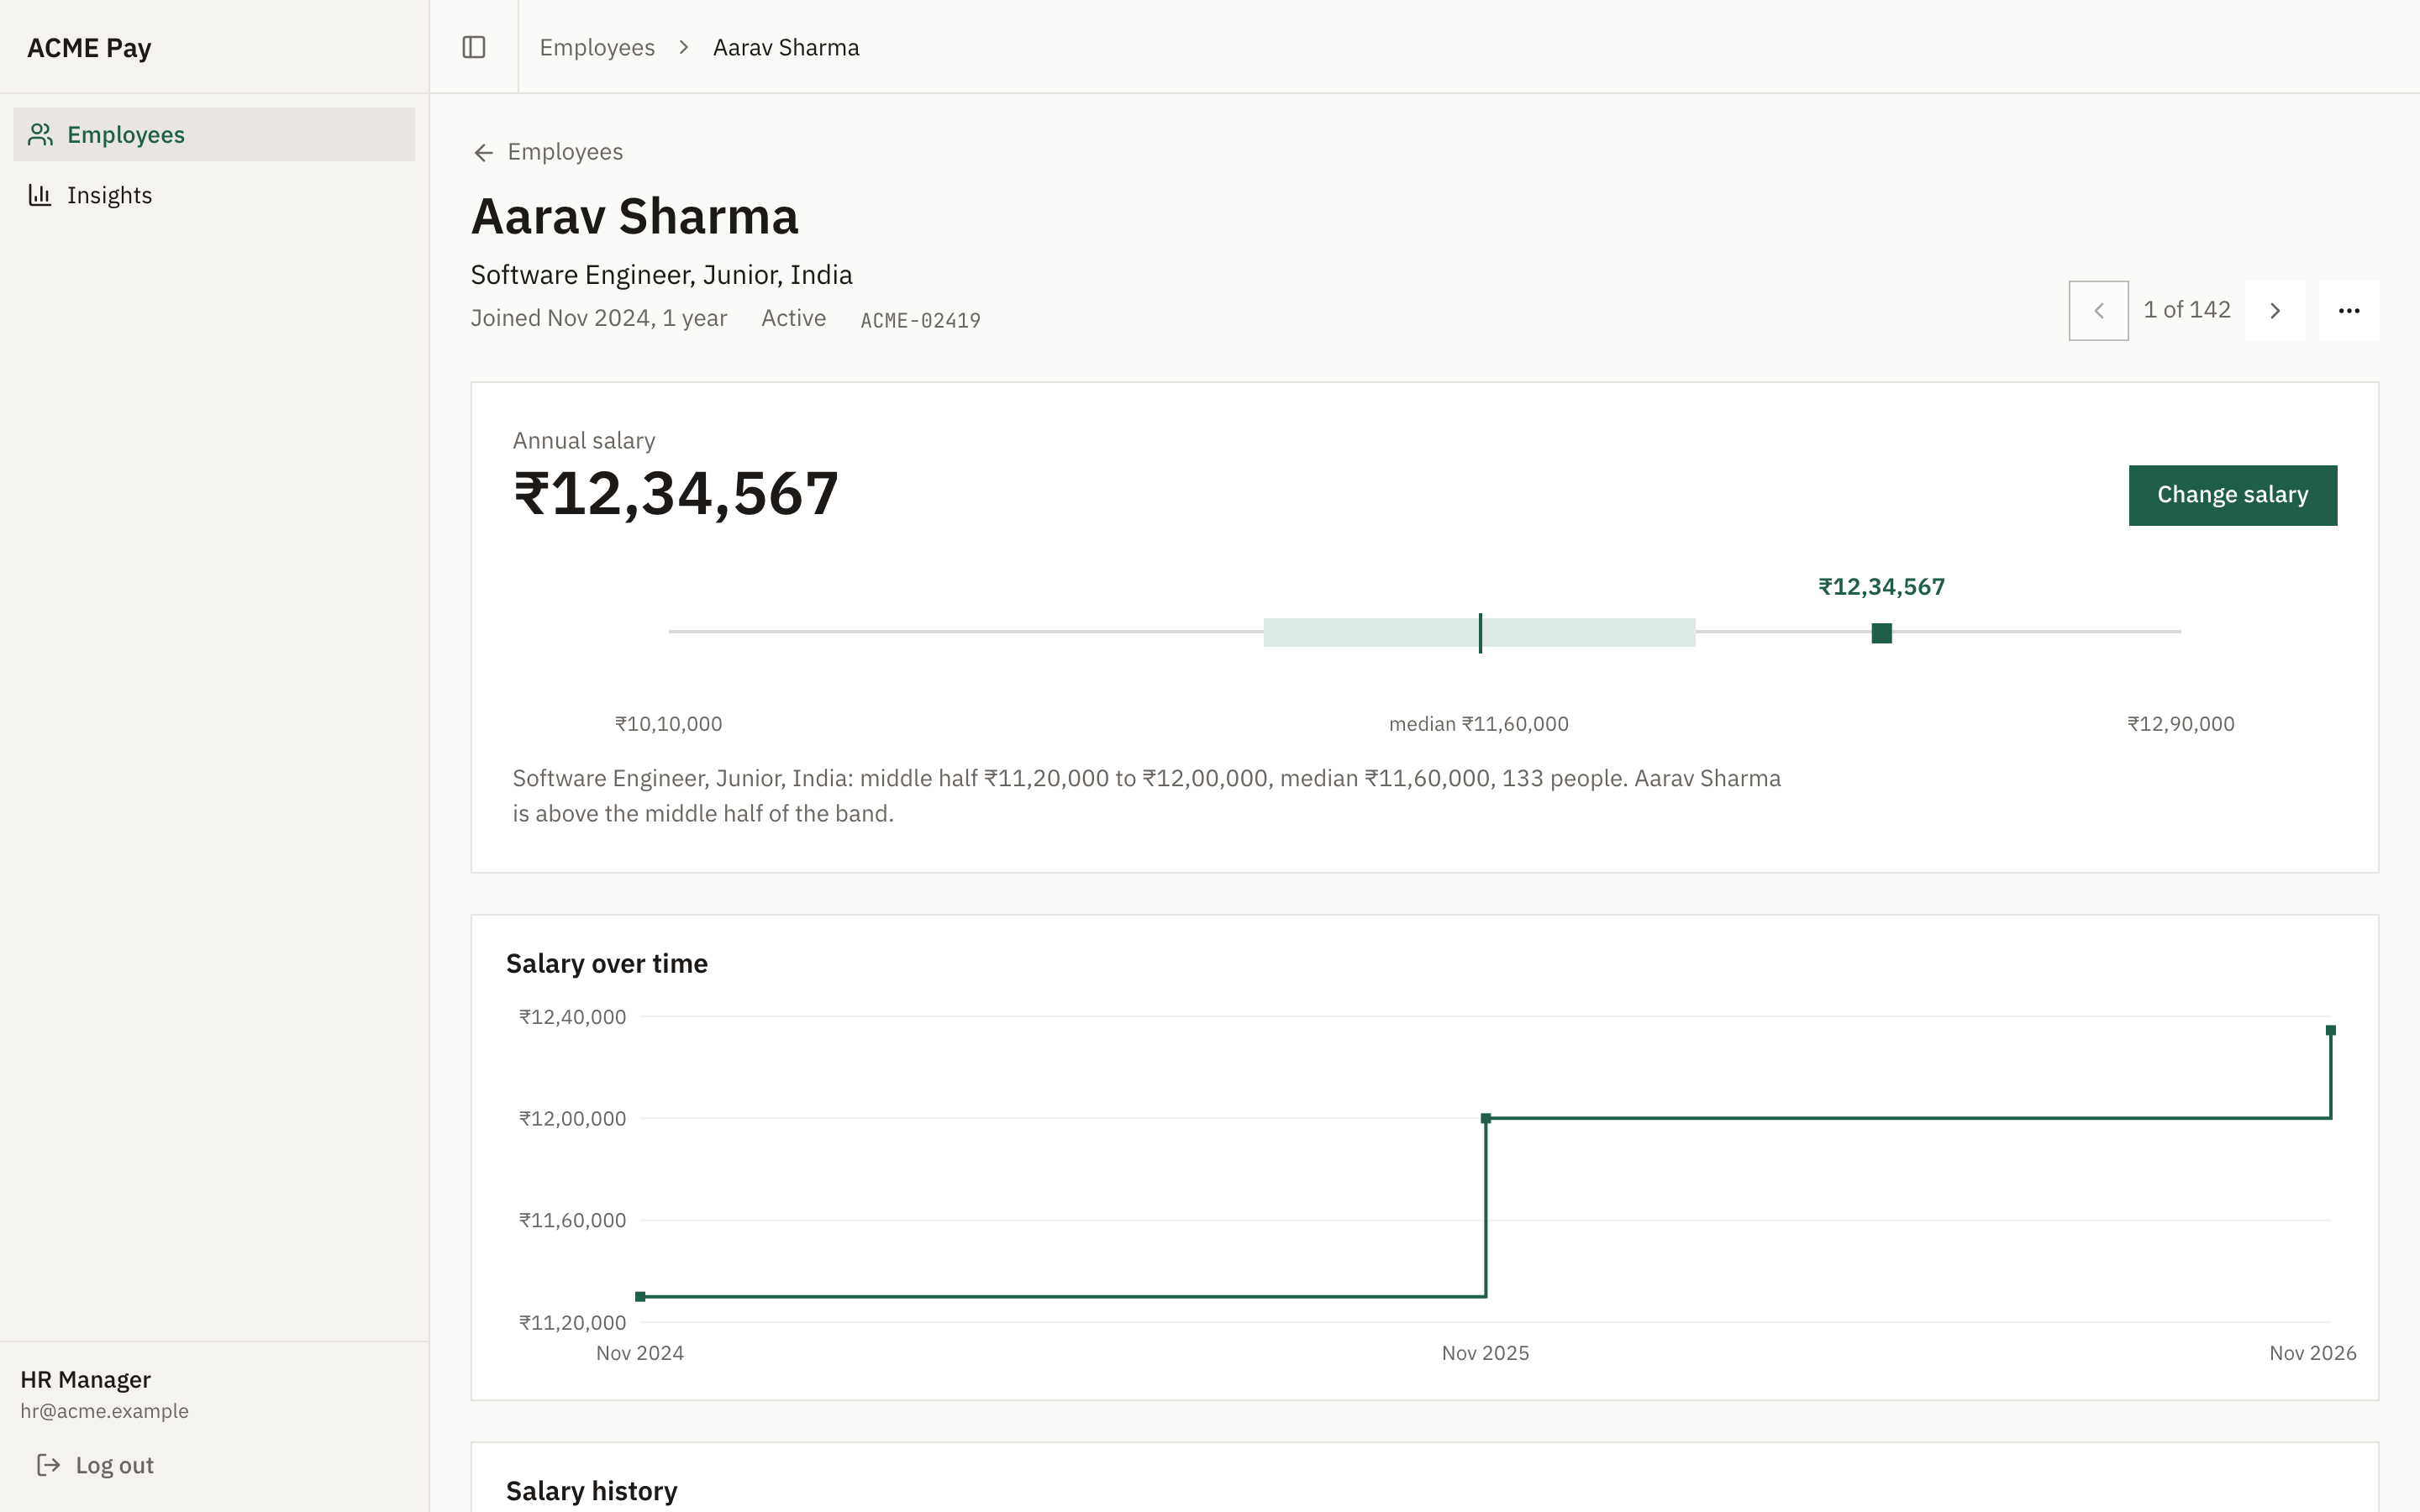 ACME Pay
Employees
Insights
HR Manager
hr@acme.example
Log out
Employees > Aarav Sharma
← Employees
Aarav Sharma
Software Engineer, Junior, India
Joined Nov 2024, 1 year Active ACME-02419
1 of 142
Annual salary
₹12,34,567
Change salary
₹12,34,567
₹10,10,000 median ₹11,60,000 ₹12,90,000
Software Engineer, Junior, India: middle half ₹11,20,000 to ₹12,00,000, median ₹11,60,000, 133 people. Aarav Sharma
is above the middle half of the band.
Salary over time
₹12,40,000
₹12,00,000
₹11,60,000
₹11,20,000
Nov 2024 Nov 2025 Nov 2026
Salary history